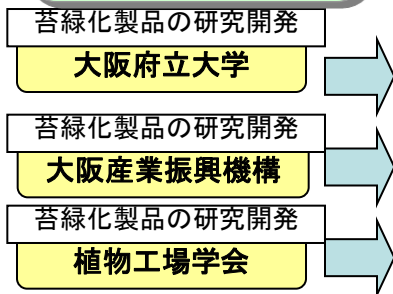 苔緑化製品の研究開発
大阪府立大学
苔緑化製品の研究開発
大阪産業振興機構
苔緑化製品の研究開発
植物工場学会